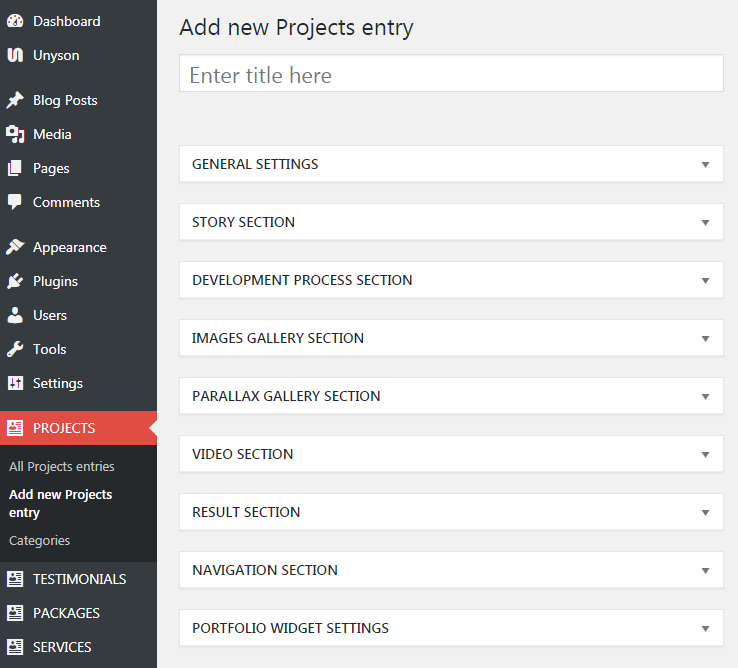 Dashboard
Unyson
Blog Posts
Media
Pages
Comments
Appearance
Plugins
Users
Tools
Settings
PROJECTS
All Projects entries
Add new Projects
entry
Categories
TESTIMONIALS
PACKAGES
SERVICES
Add new Projects entry
Enter title here
GENERAL SETTINGS
STORY SECTION
DEVELOPMENT PROCESS SECTION
IMAGES GALLERY SECTION
PARALLAX GALLERY SECTION
VIDEO SECTION
RESULT SECTION
NAVIGATION SECTION
PORTFOLIO WIDGET SETTINGS